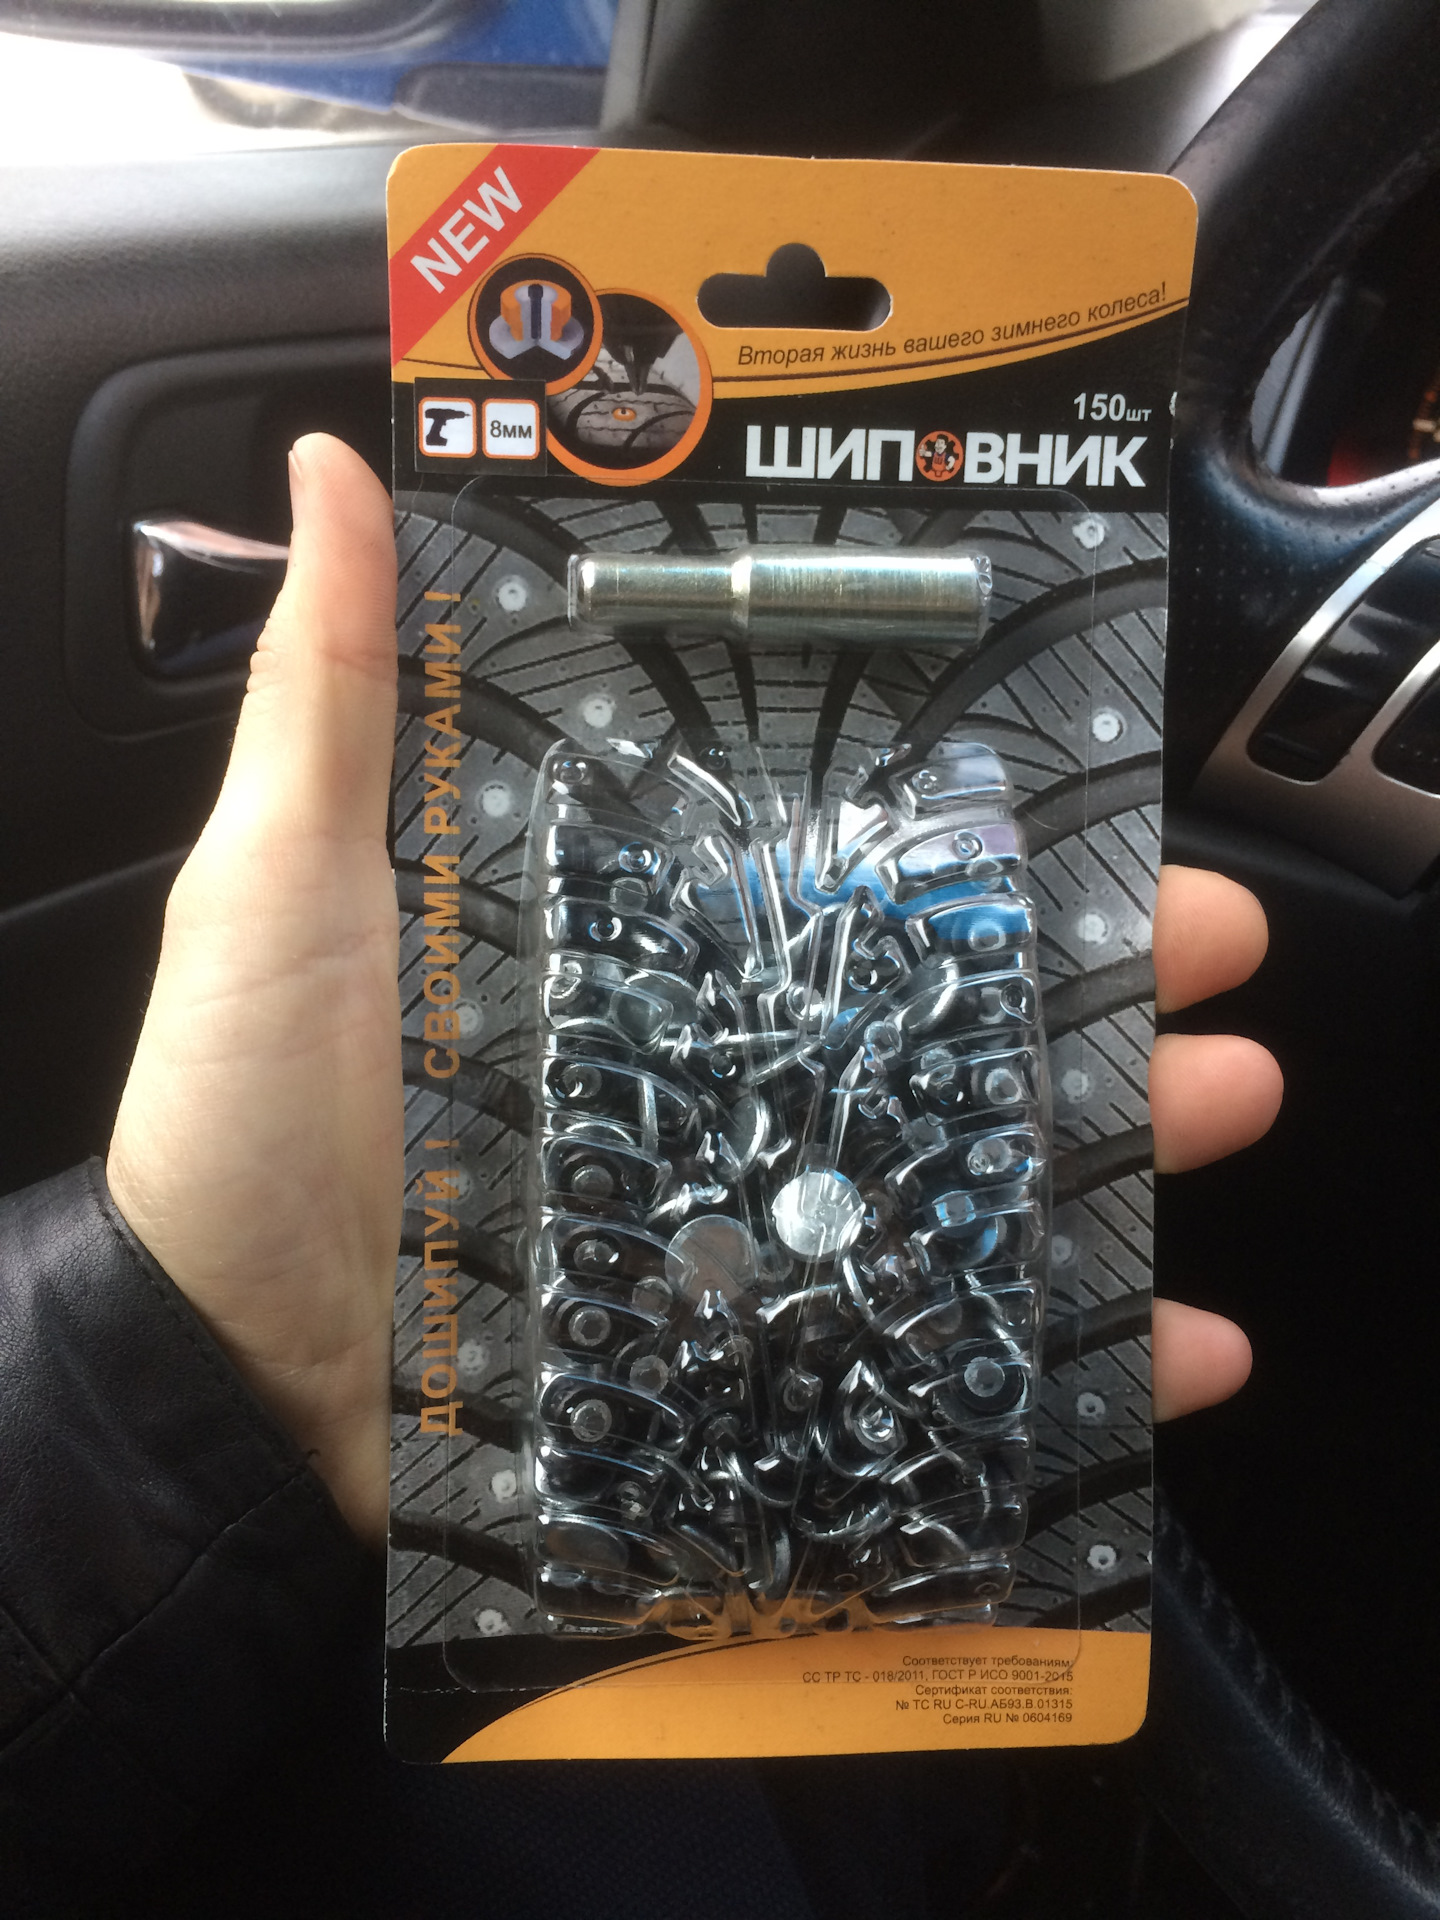 NEW
Вторая жизнь вашего зимнего колеса!
8мм
150шт
ШИПОВНИК
ДОШИПУЙ ! СВОИМИ РУКАМИ !
Соответствует требованиям:
СС ТР ТС - 018/2011, ГОСТ Р ИСО 9001-2015
Сертификат соответствия:
№ TC RU C-RU.АБ93.В.01315
Серия RU № 0604169